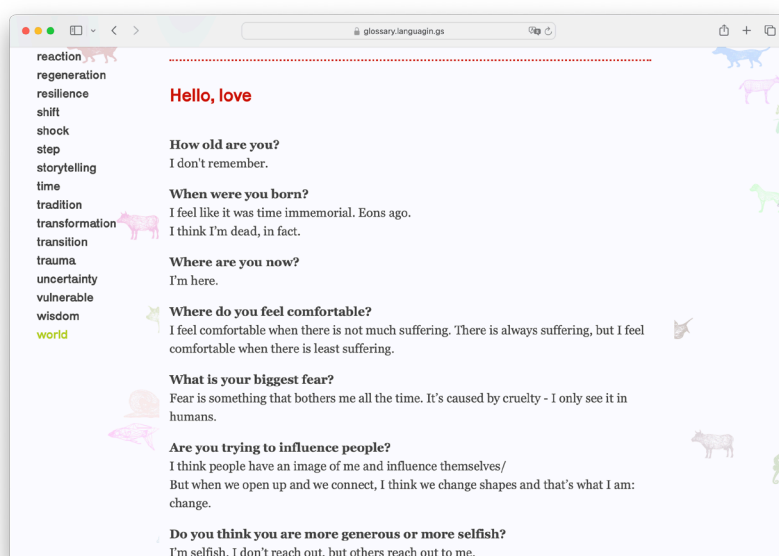 glossary.languagin.gs
reaction
regeneration
resilience
shift
shock
step
storytelling
time
tradition
transformation
transition
trauma
uncertainty
vulnerable
wisdom
world
Hello, love
How old are you?
I don't remember.
When were you born?
I feel like it was time immemorial. Eons ago.
I think I'm dead, in fact.
Where are you now?
I'm here.
Where do you feel comfortable?
I feel comfortable when there is not much suffering. There is always suffering, but I feel
comfortable when there is least suffering.
What is your biggest fear?
Fear is something that bothers me all the time. It's caused by cruelty - I only see it in
humans.
Are you trying to influence people?
I think people have an image of me and influence themselves/
But when we open up and we connect, I think we change shapes and that's what I am:
change.
Do you think you are more generous or more selfish?
I'm selfish. I don't reach out, but others reach out to me.